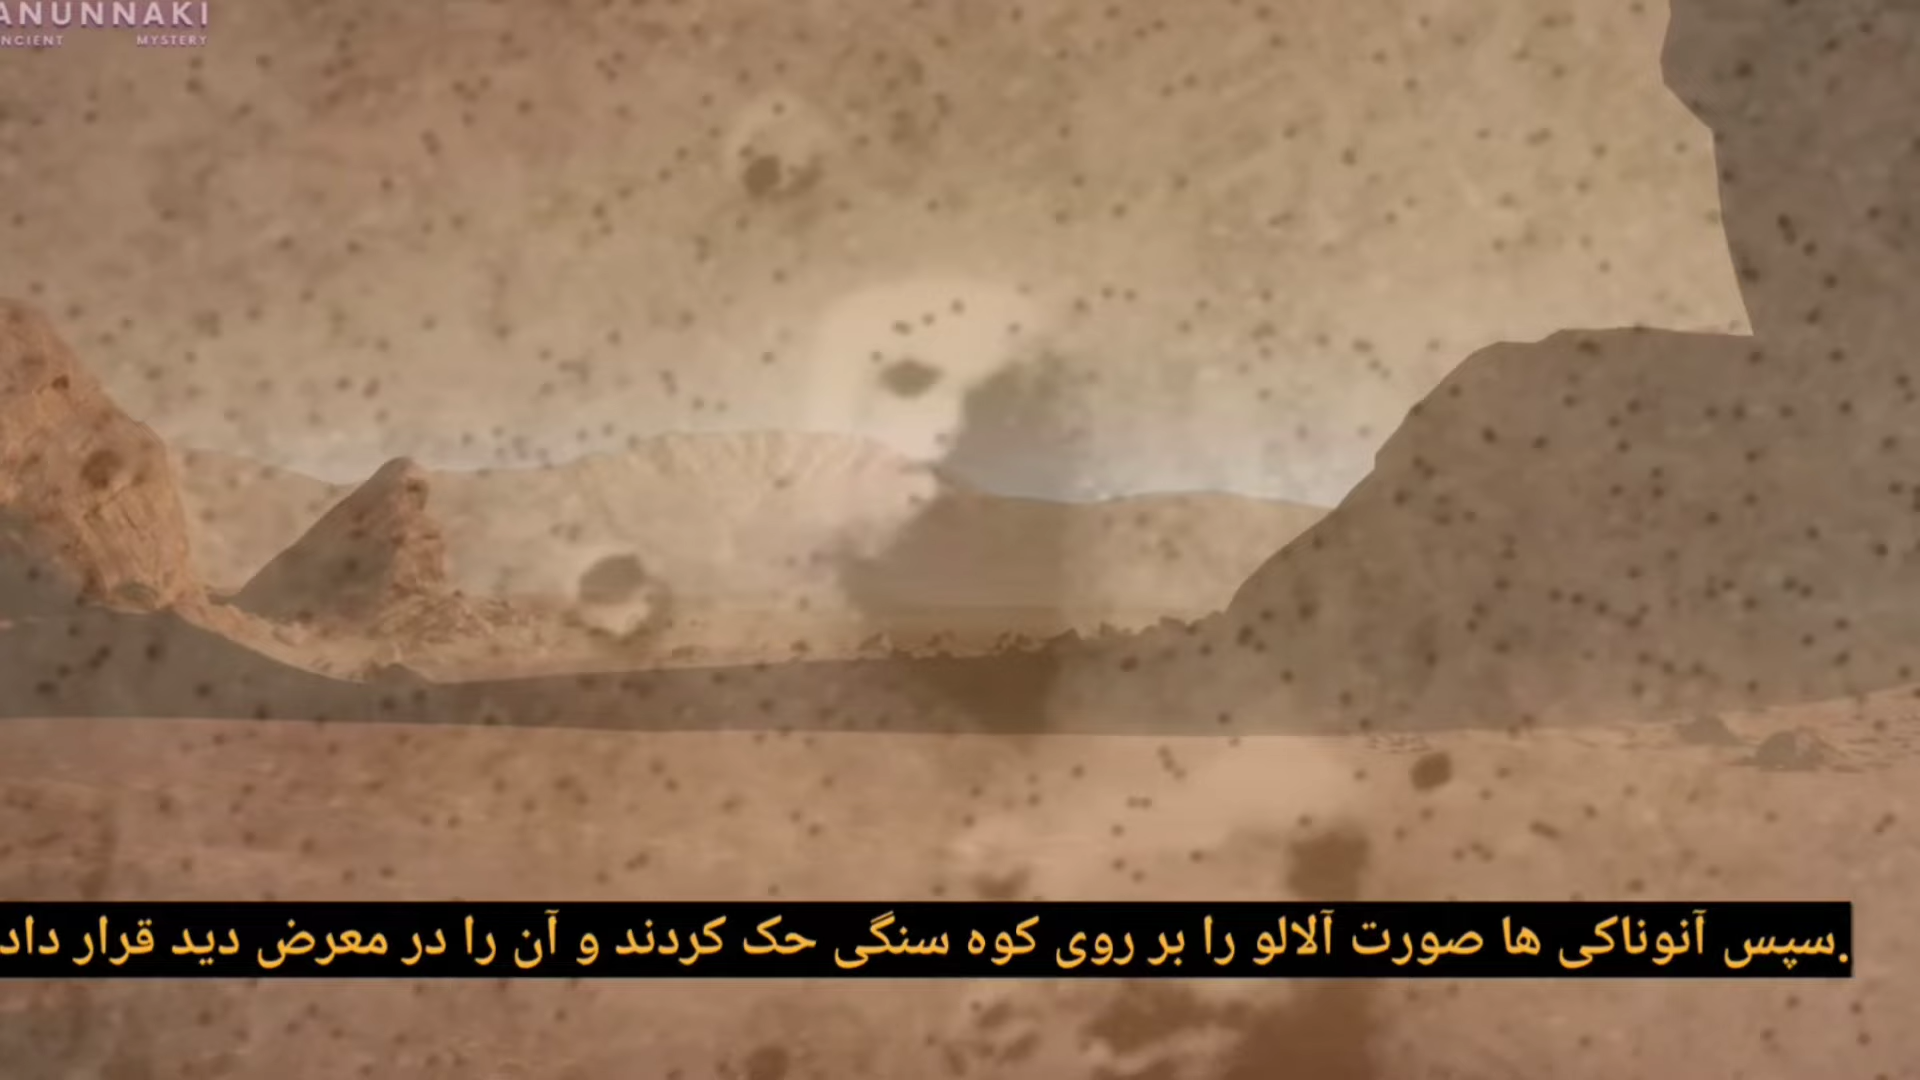 ANUNNAKI
NCIENT MYSTERY
سپس آنوناکی ها صورت آلالو را بر روی کوه سنگی حک کردند و آن را در معرض دید قرار داد.